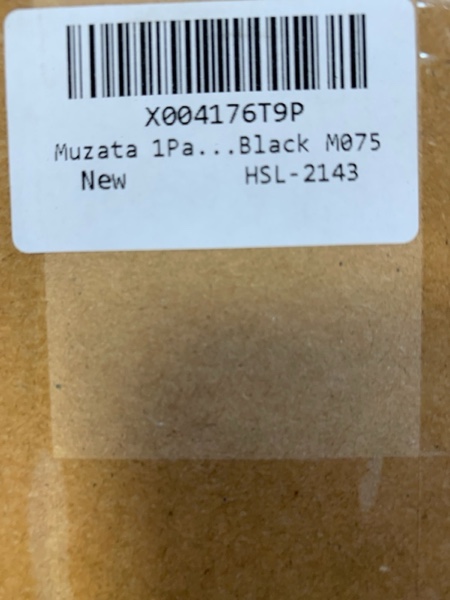 X004176T9P
Muzata 1Pa...Black M075
New HSL-2143